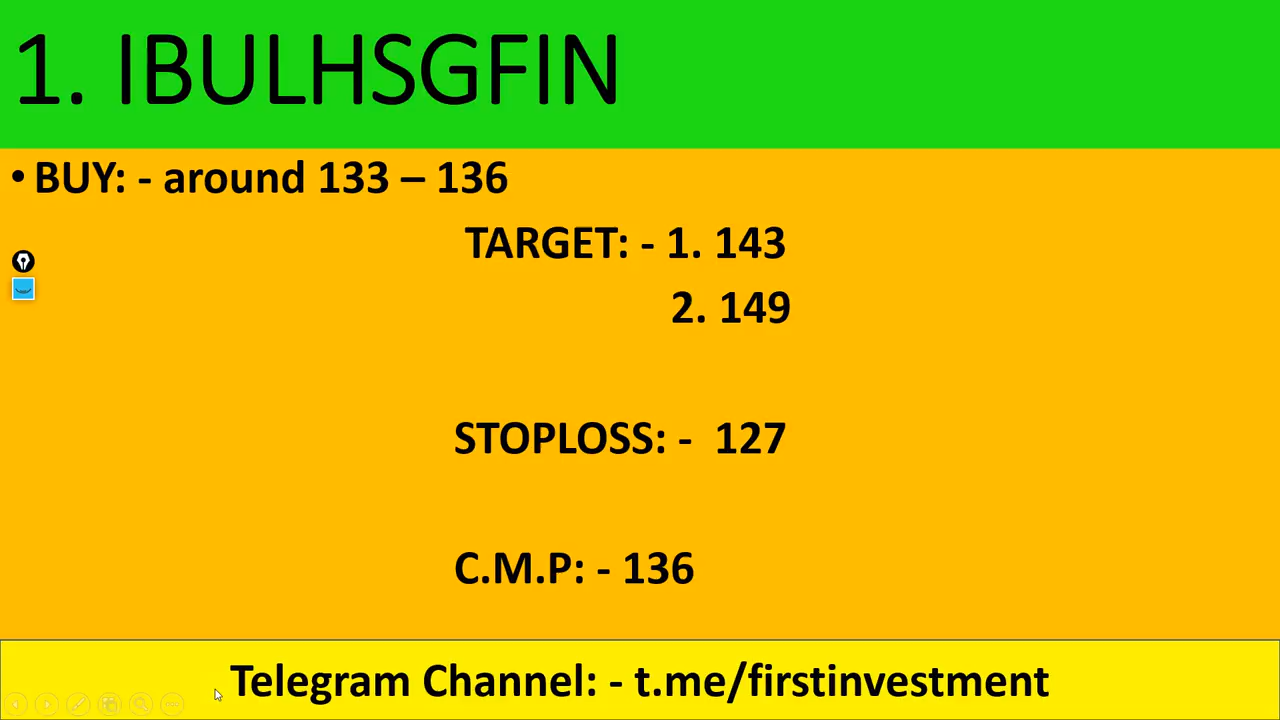 1. IBULHSGFIN
• BUY: - around 133 – 136
TARGET: - 1. 143
2. 149
STOPLOSS: -  127
C.M.P: - 136
Telegram Channel: - t.me/firstinvestment